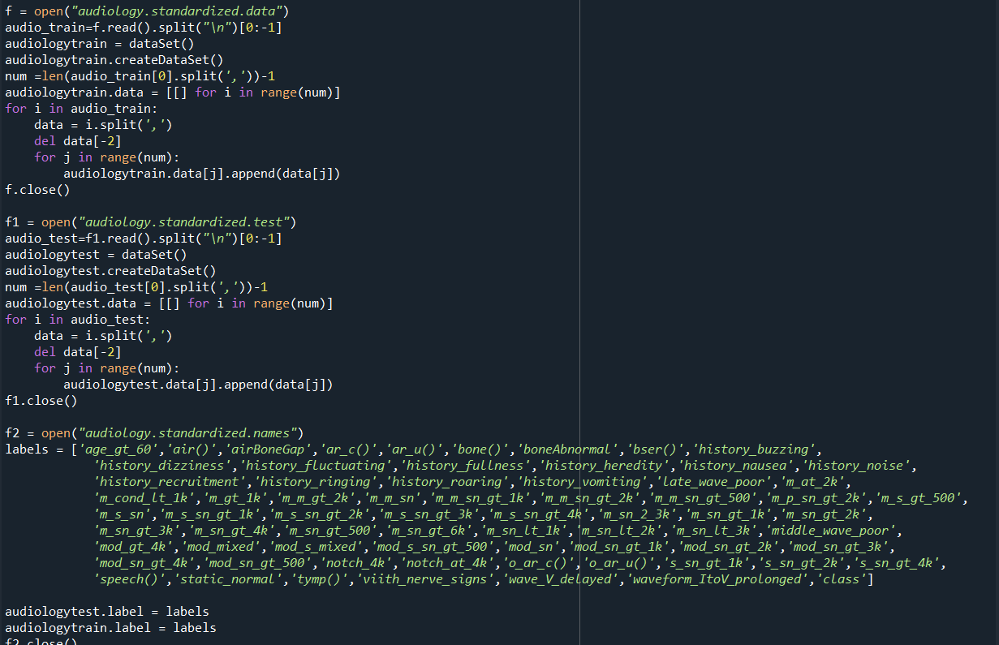 f = open("audiology.standardized.data")
audio_train=f.read().split("\n")[0:-1]
audiologytrain = dataSet()
audiologytrain.createDataSet()
num =len(audio_train[0].split(','))-1
audiologytrain.data = [[] for i in range(num)]
for i in audio_train:
    data = i.split(',')
    del data[-2]
    for j in range(num):
        audiologytrain.data[j].append(data[j])
f.close()

f1 = open("audiology.standardized.test")
audio_test=f1.read().split("\n")[0:-1]
audiologytest = dataSet()
audiologytest.createDataSet()
num =len(audio_test[0].split(','))-1
audiologytest.data = [[] for i in range(num)]
for i in audio_test:
    data = i.split(',')
    del data[-2]
    for j in range(num):
        audiologytest.data[j].append(data[j])
f1.close()

f2 = open("audiology.standardized.names")
labels = ['age_gt_60','air()','airBoneGap','ar_c()','ar_u()','bone()','boneAbnormal','bser()','history_buzzing',
            'history_dizziness','history_fluctuating','history_fullness','history_heredity','history_nausea','history_noise',
            'history_recruitment','history_ringing','history_roaring','history_vomiting','late_wave_poor','m_at_2k',
            'm_cond_lt_1k','m_gt_1k','m_m_gt_2k','m_m_sn','m_m_sn_gt_1k','m_m_sn_gt_2k','m_m_sn_gt_500','m_p_sn_gt_2k','m_s_gt_500',
            'm_s_sn','m_s_sn_gt_1k','m_s_sn_gt_2k','m_s_sn_gt_3k','m_s_sn_gt_4k','m_sn_2_3k','m_sn_gt_1k','m_sn_gt_2k',
            'm_sn_gt_3k','m_sn_gt_4k','m_sn_gt_500','m_sn_gt_6k','m_sn_lt_1k','m_sn_lt_2k','m_sn_lt_3k','middle_wave_poor',
            'mod_gt_4k','mod_mixed','mod_s_mixed','mod_s_sn_gt_500','mod_sn','mod_sn_gt_1k','mod_sn_gt_2k','mod_sn_gt_3k',
            'mod_sn_gt_4k','mod_sn_gt_500','notch_4k','notch_at_4k','o_ar_c()','o_ar_u()','s_sn_gt_1k','s_sn_gt_2k','s_sn_gt_4k',
            'speech()','static_normal','tymp()','viith_nerve_signs','wave_V_delayed','waveform_ItoV_prolonged','class']

audiologytest.label = labels
audiologytrain.label = labels
f2.close()